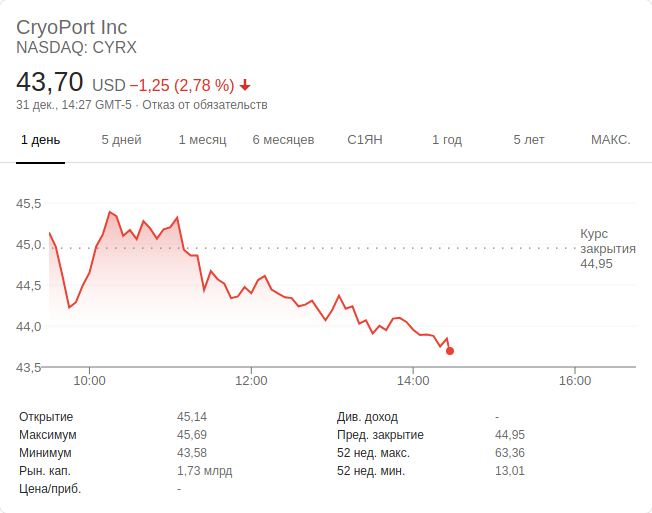 CryoPort Inc
NASDAQ: CYRX
43,70 USD −1,25 (2,78 %)
31 дек., 14:27 GMT-5 · Отказ от обязательств
1 день 5 дней 1 месяц 6 месяцев С1ЯН 1 год 5 лет МАКС.
45,5
45,0
44,5
44,0
43,5
Курс
закрытия
44,95
10:00 12:00 14:00 16:00
Открытие 45,14 Див. доход -
Максимум 45,69 Пред. закрытие 44,95
Минимум 43,58 52 нед. макс. 63,36
Рын. кап. 1,73 млрд 52 нед. мин. 13,01
Цена/приб. -